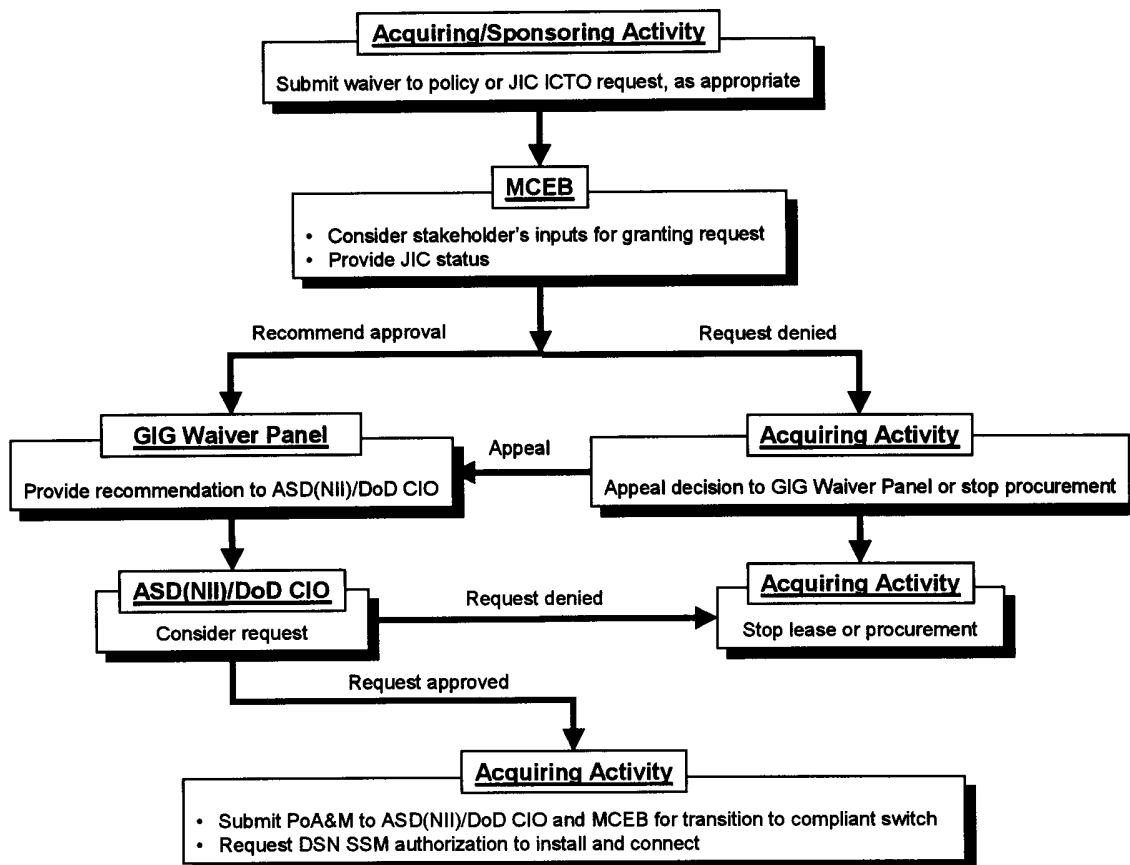 Acquiring/Sponsoring Activity
Submit waiver to policy or JIC ICTO request, as appropriate
MCEB
• Consider stakeholder's inputs for granting request
• Provide JIC status
Recommend approval
Request denied
GIG Waiver Panel
Provide recommendation to ASD(NII)/DoD CIO
Appeal
Acquiring Activity
Appeal decision to GIG Waiver Panel or stop procurement
ASD(NII)/DoD CIO
Consider request
Request denied
Acquiring Activity
Stop lease or procurement
Request approved
Acquiring Activity
• Submit PoA&M to ASD(NII)/DoD CIO and MCEB for transition to compliant switch
• Request DSN SSM authorization to install and connect